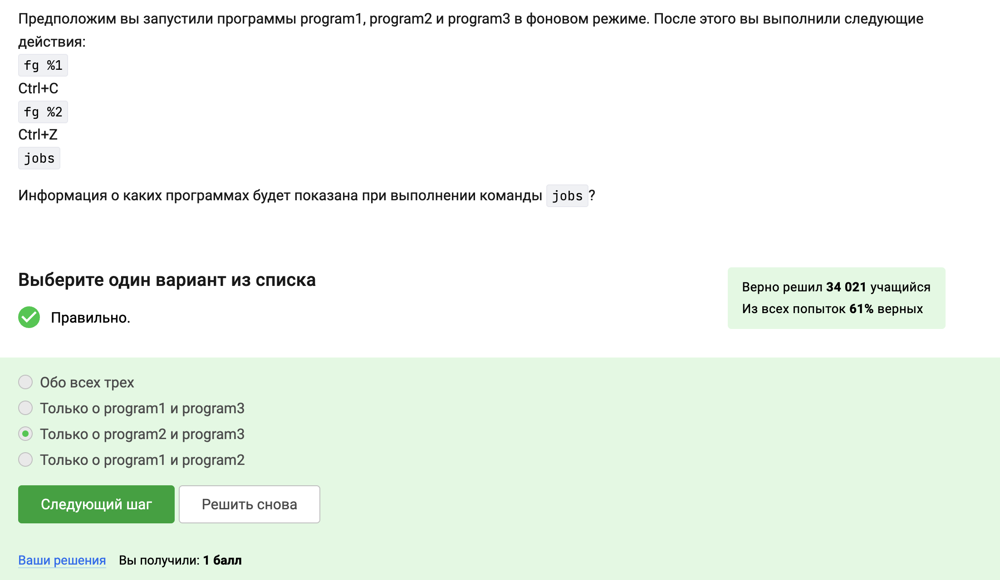 Предположим вы запустили программы program1, program2 и program3 в фоновом режиме. После этого вы выполнили следующие
действия:
fg %1
Ctrl+C
fg %2
Ctrl+Z
jobs
Информация о каких программах будет показана при выполнении команды jobs?
Выберите один вариант из списка
Верно решил 34 021 учащийся
Из всех попыток 61% верных
Правильно.
Обо всех трех
Только о program1 и program3
Только о program2 и program3
Только о program1 и program2
Следующий шаг Решить снова
Ваши решения Вы получили: 1 балл